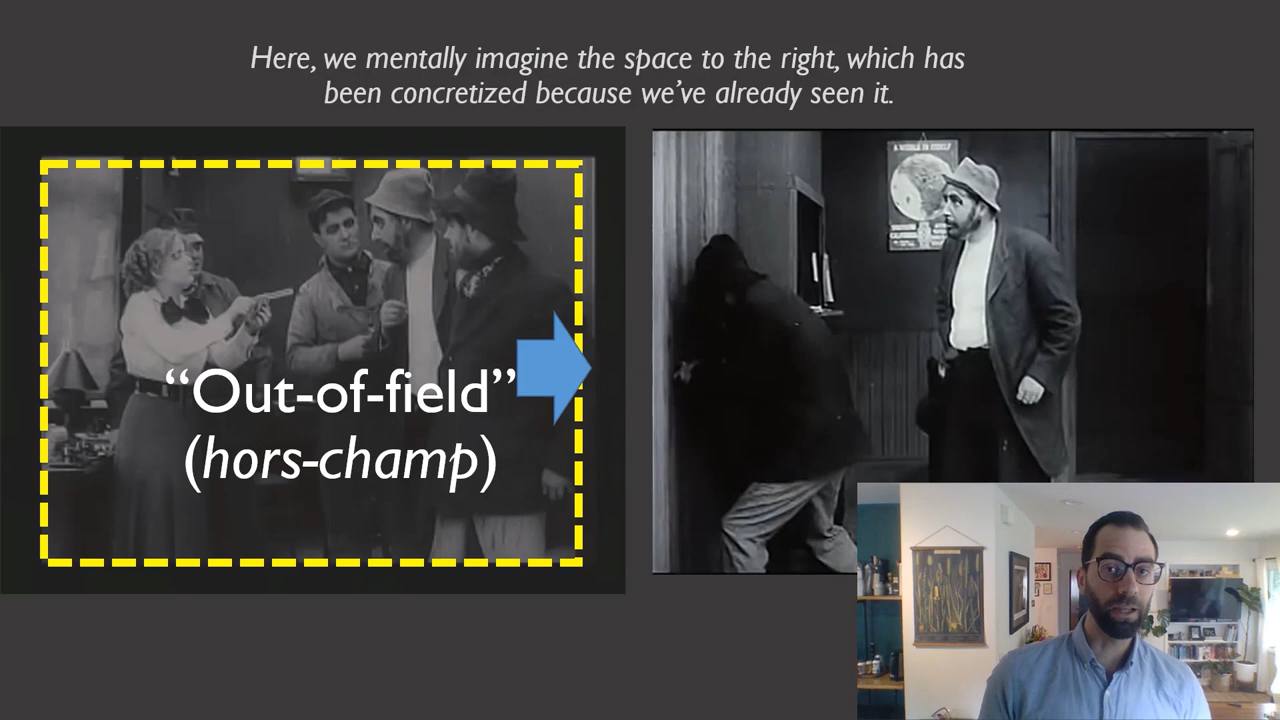 Here, we mentally imagine the space to the right, which has
been concretized because we’ve already seen it.
“Out-of-field”
(hors-champ)